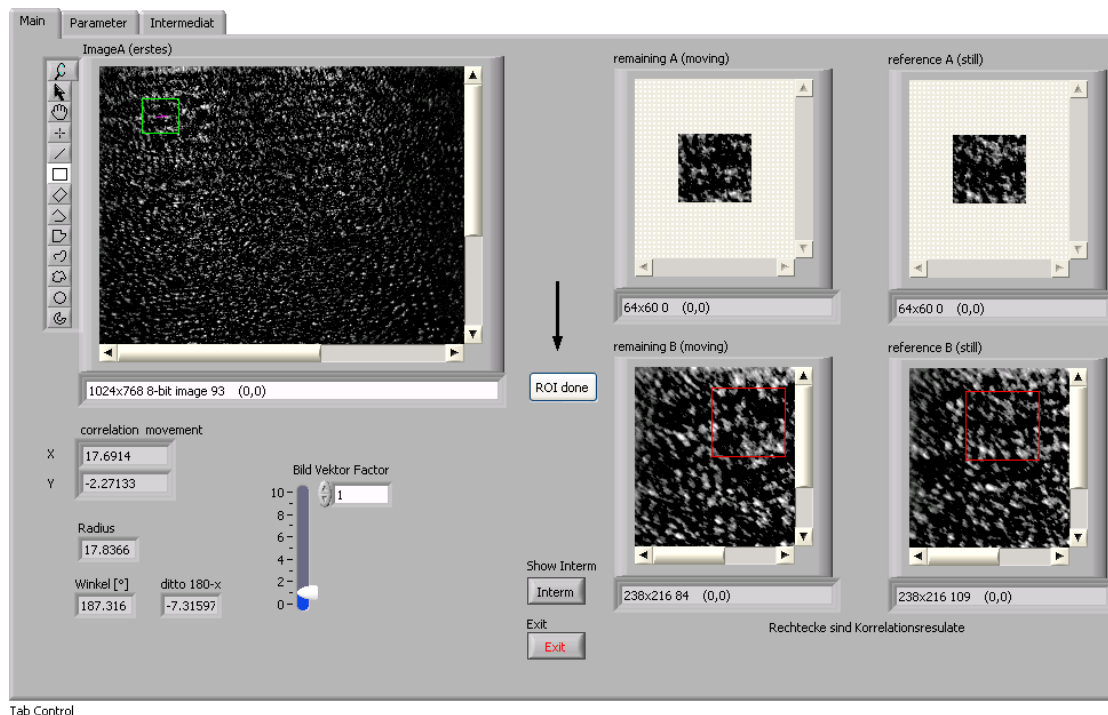 Main
Parameter
Intermediat
ImageA (erstes)
1024x768 8-bit image 93    (0,0)
remaining A (moving)
64x60 0    (0,0)
reference A (still)
64x60 0    (0,0)
remaining B (moving)
238x216 84    (0,0)
reference B (still)
238x216 109    (0,0)
Rechtecke sind Korrelationsresulate
ROI done
correlation movement
X
17.6914
Y
-2.27133
Radius
17.8366
Winkel [°]
187.316
ditto 180-x
-7.31597
Bild Vektor Factor
1
10
8
6
4
2
0
Show Interm
Interm
Exit
Exit
Tab Control